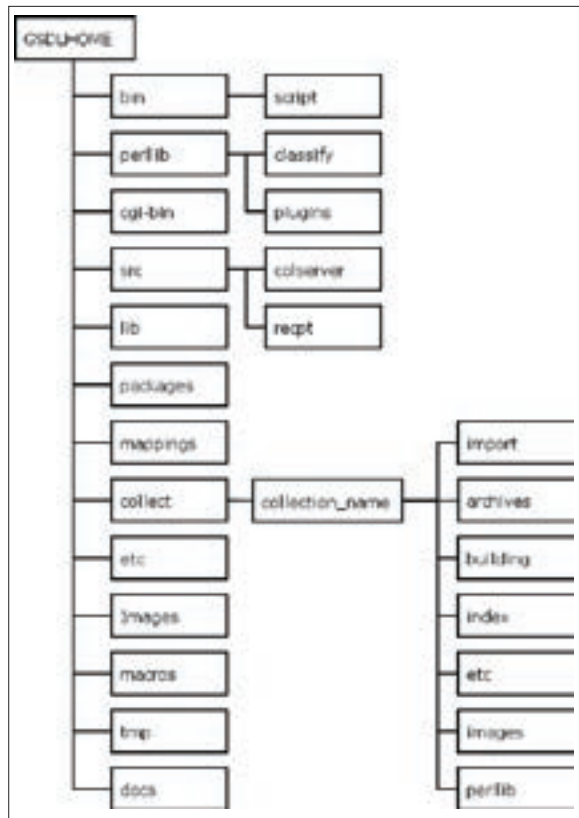 GSDLHOME
bin
script
perllib
classify
plugins
cgi-bin
src
colserver
recpt
lib
packages
mappings
collect
collection_name
import
archives
building
index
etc
images
perllib
etc
images
macros
tmp
docs